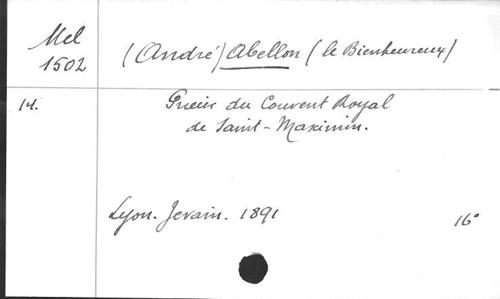 Mel
1502
(André) Abellon (le Bienheureux)
14.
Prieur du Couvent Royal
de Saint-Maximin.
Lyon. Jevain. 1891
16°